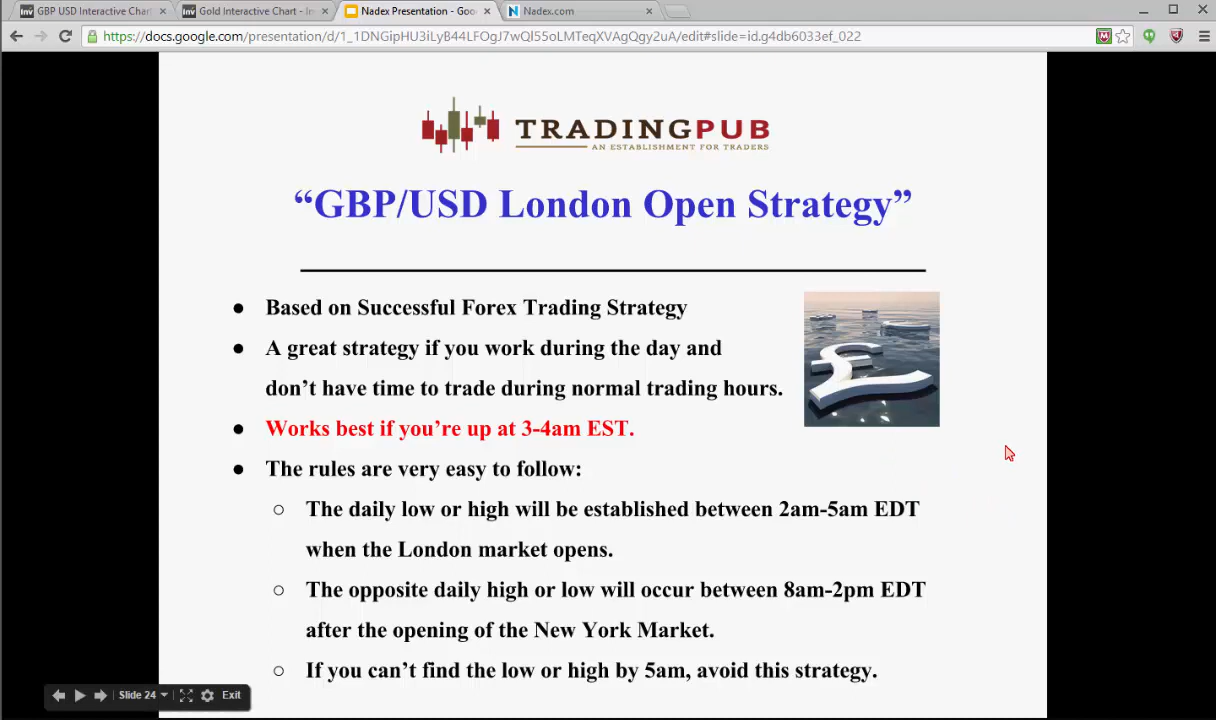 GBP USD Interactive Chart
Gold Interactive Chart - In
Nadex Presentation - Goo
Nadex.com
https://docs.google.com/presentation/d/1_1DNGipHU3iLyB44LFOgJ7wQl55oLMTeqXVAgQgy2uA/edit#slide=id.g4db6033ef_022
TRADINGPUB
AN ESTABLISHMENT FOR TRADERS
“GBP/USD London Open Strategy”
● Based on Successful Forex Trading Strategy
● A great strategy if you work during the day and
don’t have time to trade during normal trading hours.
● Works best if you’re up at 3-4am EST.
● The rules are very easy to follow:
○ The daily low or high will be established between 2am-5am EDT
when the London market opens.
○ The opposite daily high or low will occur between 8am-2pm EDT
after the opening of the New York Market.
○ If you can’t find the low or high by 5am, avoid this strategy.
Slide 24
Exit